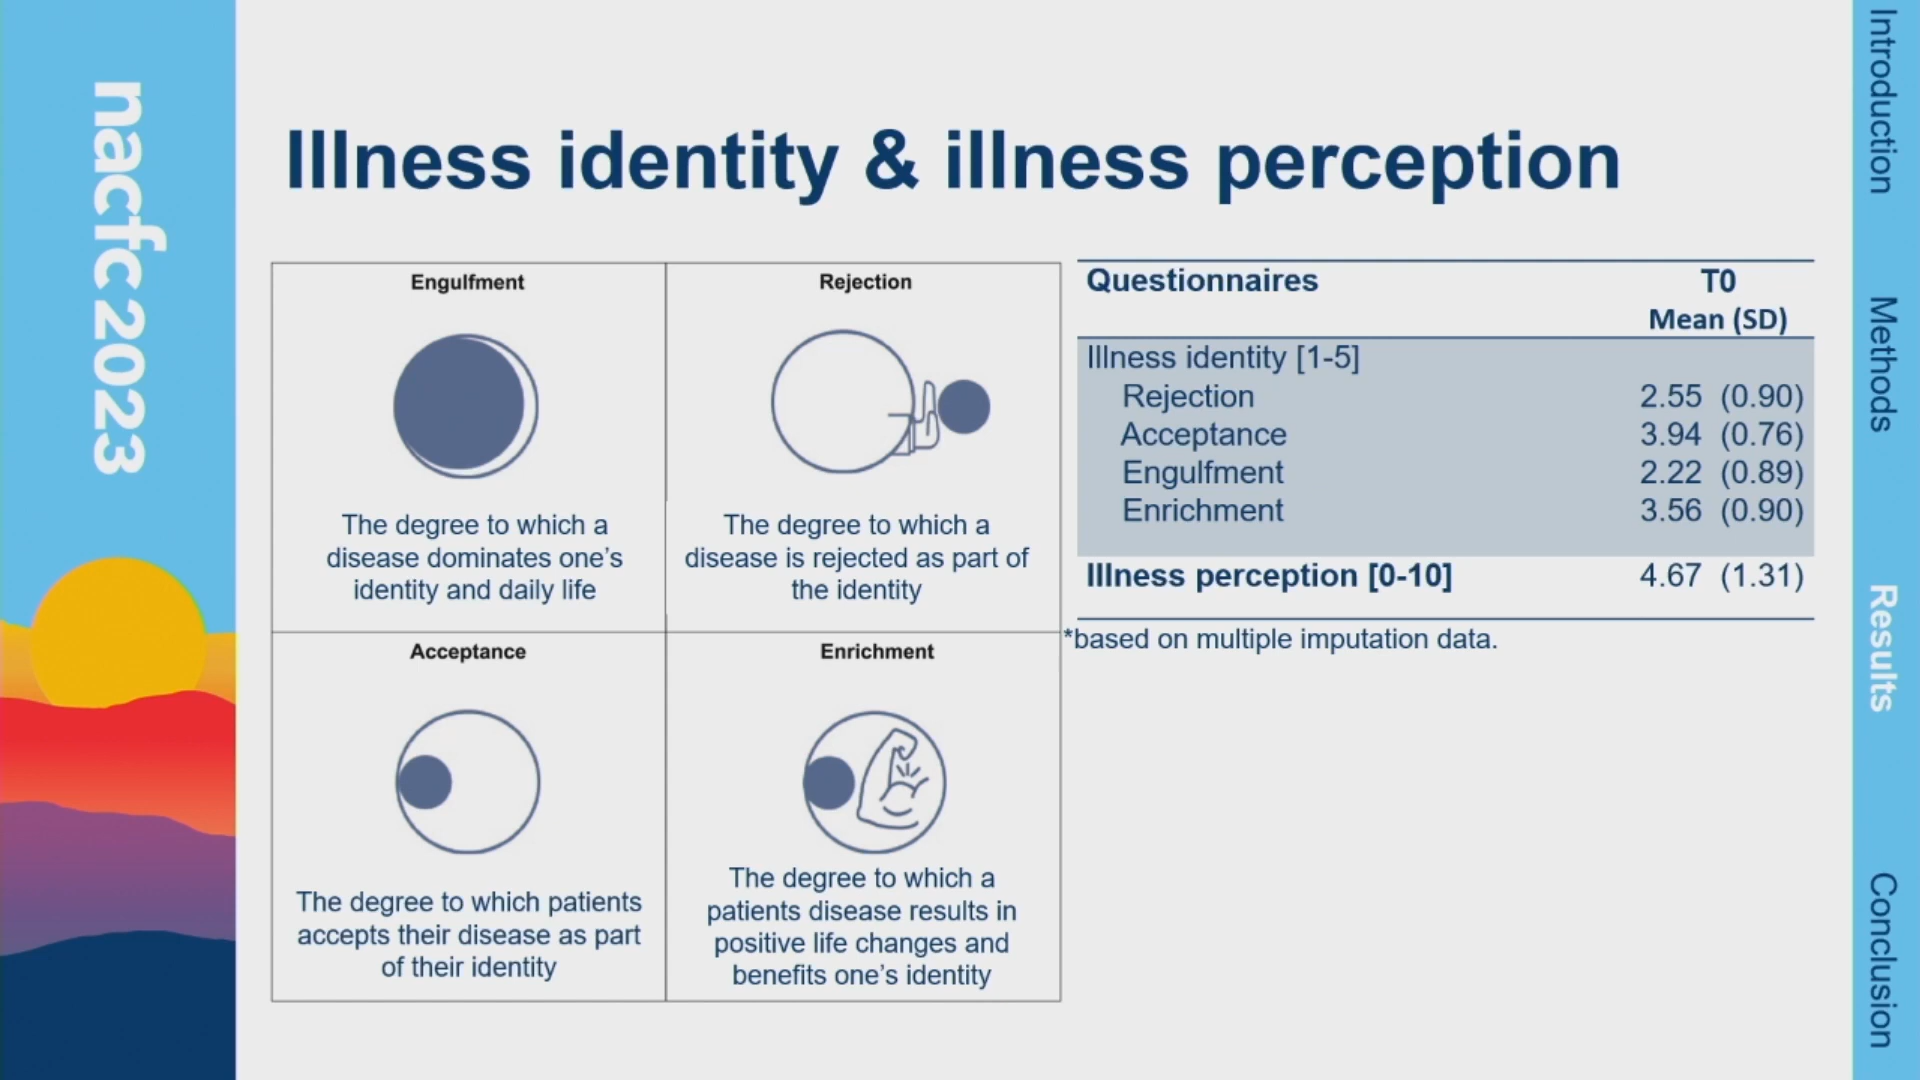 nacfc 2023
Illness identity & illness perception
Engulfment
The degree to which a
disease dominates one’s
identity and daily life
Rejection
The degree to which a
disease is rejected as part of
the identity
Acceptance
The degree to which patients
accepts their disease as part
of their identity
Enrichment
The degree to which a
patients disease results in
positive life changes and
benefits one’s identity
Questionnaires T0
Mean (SD)
Illness identity [1-5]
Rejection 2.55 (0.90)
Acceptance 3.94 (0.76)
Engulfment 2.22 (0.89)
Enrichment 3.56 (0.90)
Illness perception [0-10] 4.67 (1.31)
*based on multiple imputation data.
Introduction
Methods
Results
Conclusion